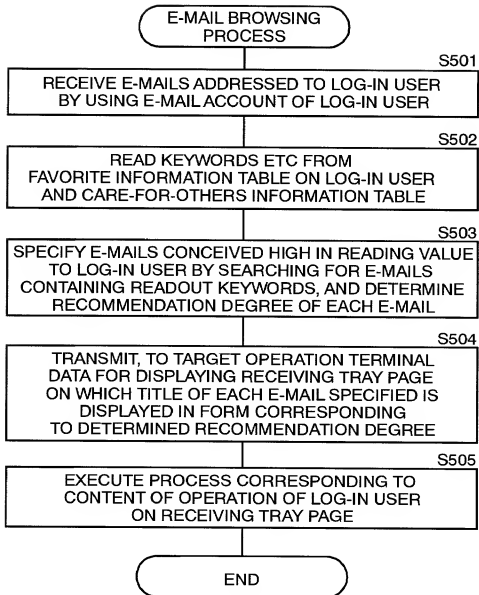 E-MAIL BROWSING
PROCESS
S501
RECEIVE E-MAILS ADDRESSED TO LOG-IN USER
BY USING E-MAIL ACCOUNT OF LOG-IN USER
S502
READ KEYWORDS ETC FROM
FAVORITE INFORMATION TABLE ON LOG-IN USER
AND CARE-FOR-OTHERS INFORMATION TABLE
S503
SPECIFY E-MAILS CONCEIVED HIGH IN READING VALUE
TO LOG-IN USER BY SEARCHING FOR E-MAILS
CONTAINING READOUT KEYWORDS, AND DETERMINE
RECOMMENDATION DEGREE OF EACH E-MAIL
S504
TRANSMIT, TO TARGET OPERATION TERMINAL
DATA FOR DISPLAYING RECEIVING TRAY PAGE
ON WHICH TITLE OF EACH E-MAIL SPECIFIED IS
DISPLAYED IN FORM CORRESPONDING
TO DETERMINED RECOMMENDATION DEGREE
S505
EXECUTE PROCESS CORRESPONDING TO
CONTENT OF OPERATION OF LOG-IN USER
ON RECEIVING TRAY PAGE
END